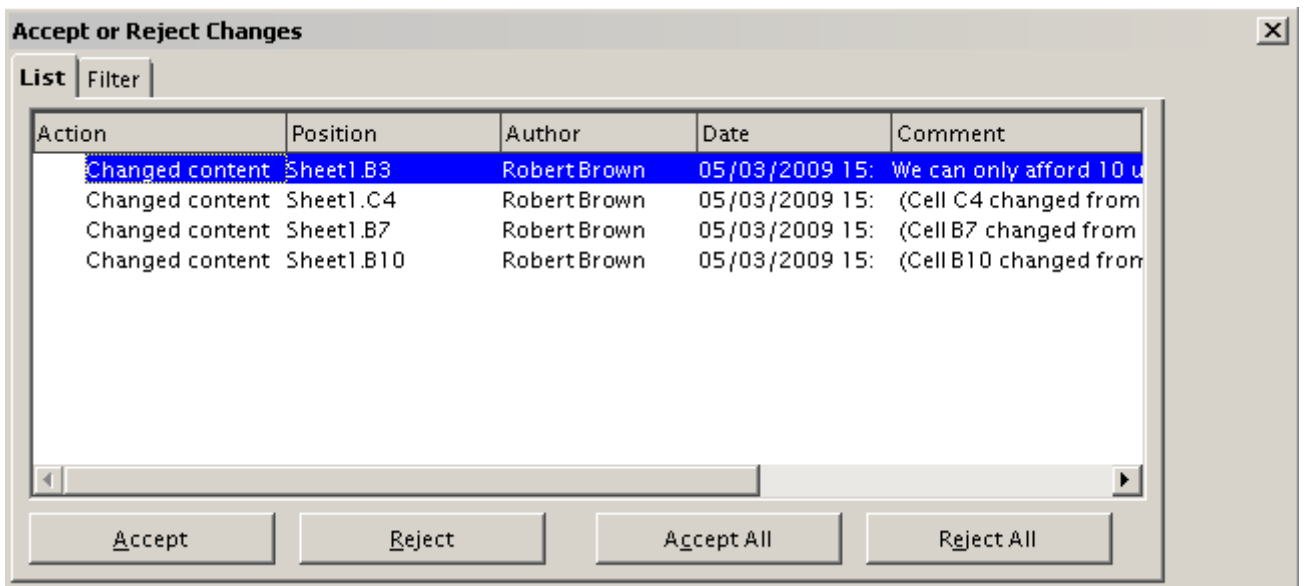 Accept or Reject Changes
List Filter
Action Position Author Date Comment
Changed content Sheet1.B3 Robert Brown 05/03/2009 15: We can only afford 10 u
Changed content Sheet1.C4 Robert Brown 05/03/2009 15: (Cell C4 changed from
Changed content Sheet1.B7 Robert Brown 05/03/2009 15: (Cell B7 changed from
Changed content Sheet1.B10 Robert Brown 05/03/2009 15: (Cell B10 changed from
Accept Reject Accept All Reject All